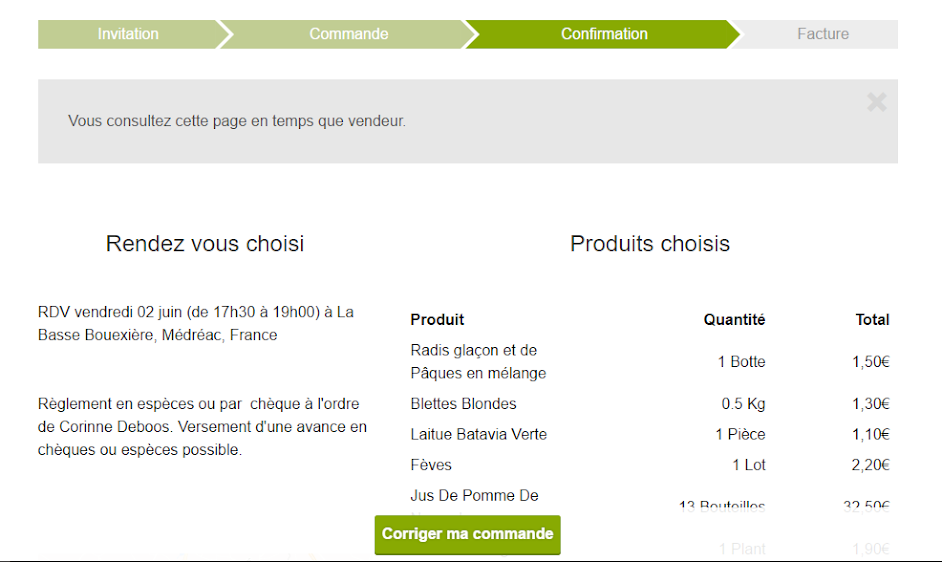 Invitation
Commande
Confirmation
Facture
Vous consultez cette page en temps que vendeur.
Rendez vous choisi
RDV vendredi 02 juin (de 17h30 à 19h00) à La
Basse Bouexière, Médréac, France
Règlement en espèces ou par  chèque à l'ordre
de Corinne Deboos. Versement d'une avance en
chèques ou espèces possible.
Produits choisis
Produit Quantité Total
Radis glaçon et de
Pâques en mélange 1 Botte 1,50€
Blettes Blondes 0.5 Kg 1,30€
Laitue Batavia Verte 1 Pièce 1,10€
Fèves 1 Lot 2,20€
Jus De Pomme De
13 Bouteilles 32,50€
1 Plant 1,90€
Corriger ma commande